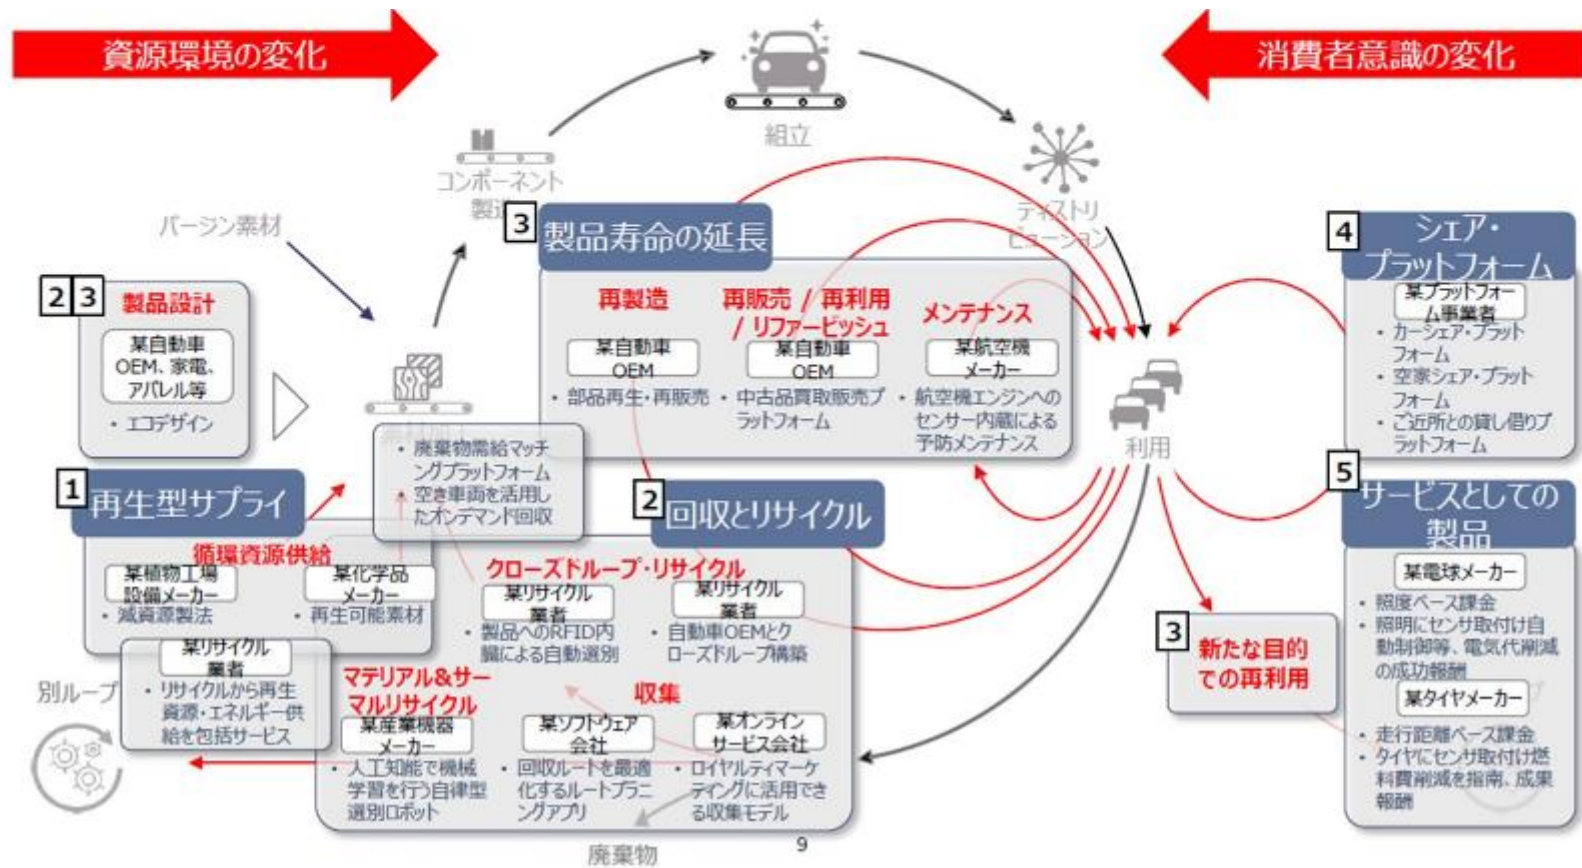 資源環境の変化
消費者意識の変化
組立
コンポーネント
製造
ディストリ
ビューション
バージン素材
2 3
製品設計
某自動車
OEM、家電、
アパレル等
• エコデザイン
3
製品寿命の延長
再製造
某自動車
OEM
• 部品再生・再販売
再販売 / 再利用
/ リファービッシュ
某自動車
OEM
• 中古品買取販売プ
ラットフォーム
メンテナンス
某航空機
メーカー
• 航空機エンジンへの
センサー内蔵による
予防メンテナンス
利用
4
シェア・
プラットフォーム
某プラットフォー
ム事業者
• カーシェア・プラット
フォーム
• 空家シェア・プラット
フォーム
• ご近所との貸し借りプ
ラットフォーム
5
サービスとしての
製品
某電球メーカー
• 照度ベース課金
• 照明にセンサ取付け自
動制御等、電気代削減
の成功報酬
某タイヤメーカー
• 走行距離ベース課金
• タイヤにセンサ取付け燃
料費削減を指南、成果
報酬
3
新たな目的
での再利用
• 廃棄物需給マッチ
ングプラットフォーム
• 空き車両を活用し
たオンデマンド回収
1
再生型サプライ
循環資源供給
某植物工場
設備メーカー
• 減資源製法
某化学品
メーカー
• 再生可能素材
某リサイクル
業者
• リサイクルから再生
資源・エネルギー供
給を包括サービス
2
回収とリサイクル
クローズドループ・リサイクル
某リサイクル
業者
• 製品へのRFID内
臓による自動選別
某リサイクル
業者
• 自動車OEMとク
ローズドループ構築
マテリアル&サー
マルリサイクル
某産業機器
メーカー
• 人工知能で機械
学習を行う自律型
選別ロボット
収集
某ソフトウェア
会社
• 回収ルートを最適
化するルートプラニ
ングアプリ
某オンライン
サービス会社
• ロイヤルティマーケ
ティングに活用でき
る収集モデル
別ループ
廃棄物
9